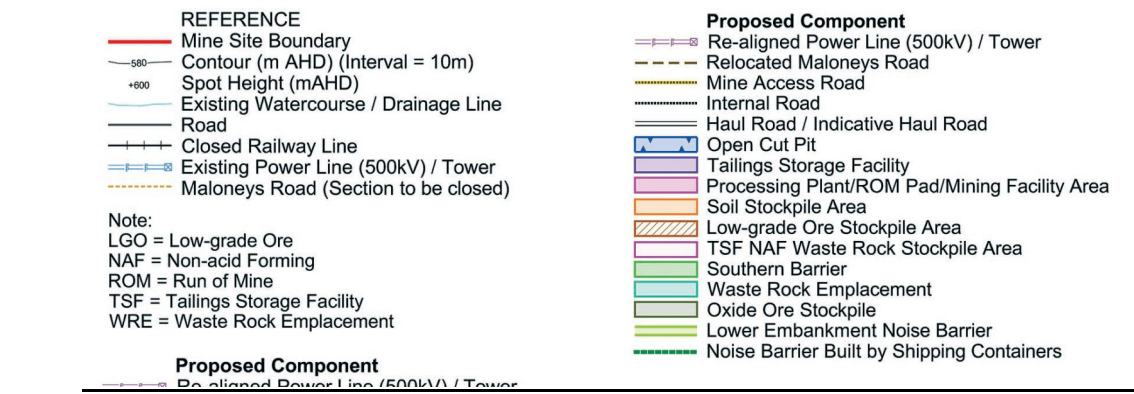 REFERENCE
Mine Site Boundary
580 Contour (m AHD) (Interval = 10m)
+600 Spot Height (mAHD)
Existing Watercourse / Drainage Line
Road
Closed Railway Line
Existing Power Line (500kV) / Tower
Maloneys Road (Section to be closed)
Note:
LGO = Low-grade Ore
NAF = Non-acid Forming
ROM = Run of Mine
TSF = Tailings Storage Facility
WRE = Waste Rock Emplacement
Proposed Component
Re-aligned Power Line (500kV) / Tower
Proposed Component
Re-aligned Power Line (500kV) / Tower
Relocated Maloneys Road
Mine Access Road
Internal Road
Haul Road / Indicative Haul Road
Open Cut Pit
Tailings Storage Facility
Processing Plant/ROM Pad/Mining Facility Area
Soil Stockpile Area
Low-grade Ore Stockpile Area
TSF NAF Waste Rock Stockpile Area
Southern Barrier
Waste Rock Emplacement
Oxide Ore Stockpile
Lower Embankment Noise Barrier
Noise Barrier Built by Shipping Containers